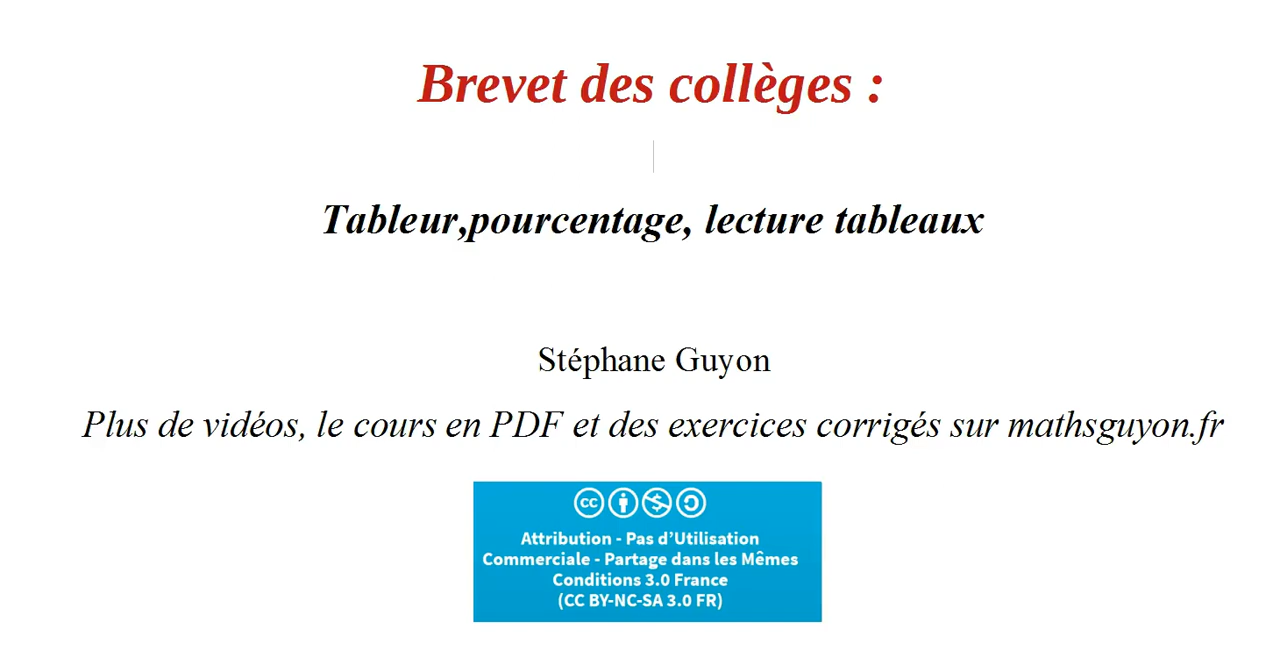 Brevet des collèges :
Tableur,pourcentage, lecture tableaux
Stéphane Guyon
Plus de vidéos, le cours en PDF et des exercices corrigés sur mathsguyon.fr
cc
Attribution - Pas d’Utilisation
Commerciale - Partage dans les Mêmes
Conditions 3.0 France
(CC BY-NC-SA 3.0 FR)